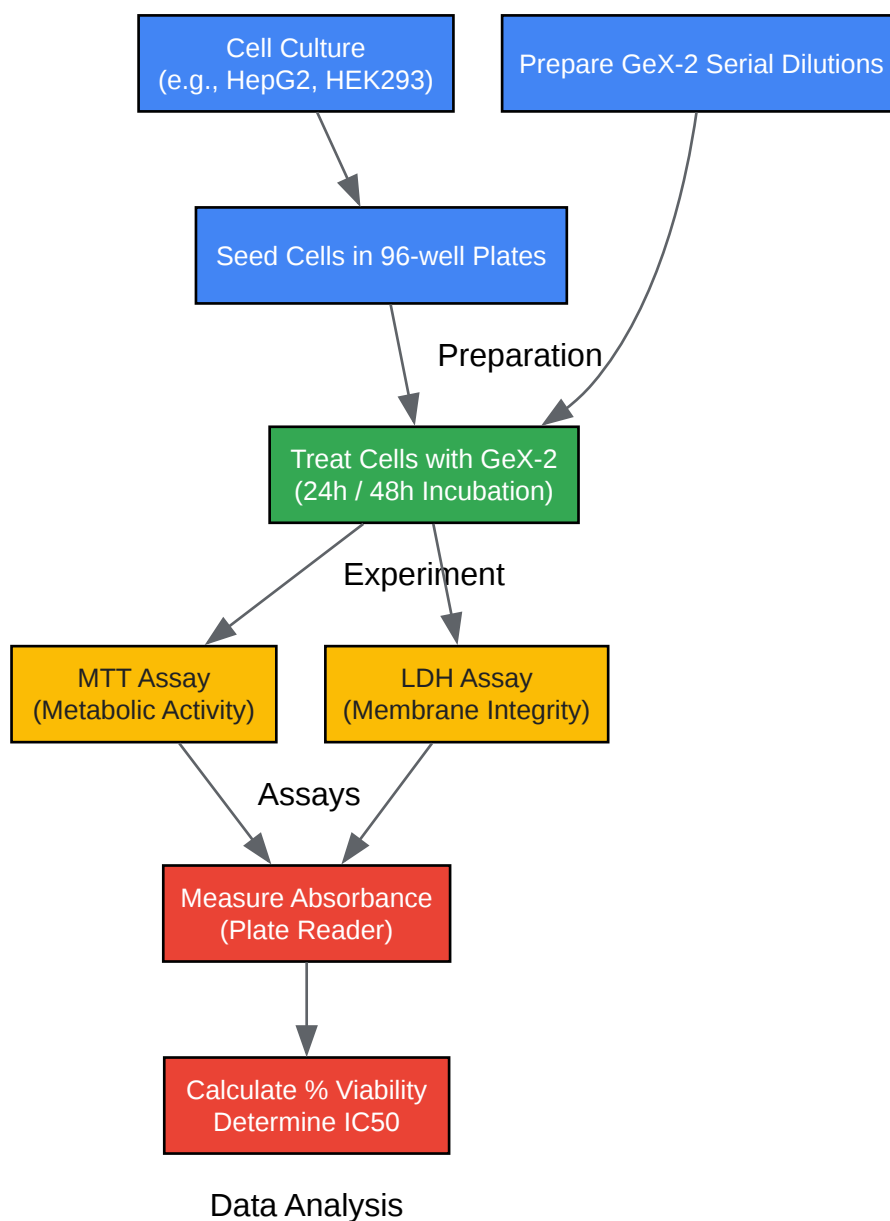 Cell Culture
(e.g., HepG2, HEK293)
Prepare GeX-2 Serial Dilutions
Seed Cells in 96-well Plates
Preparation
Treat Cells with GeX-2
(24h / 48h Incubation)
Experiment
MTT Assay
(Metabolic Activity)
LDH Assay
(Membrane Integrity)
Assays
Measure Absorbance
(Plate Reader)
Calculate % Viability
Determine IC50
Data Analysis